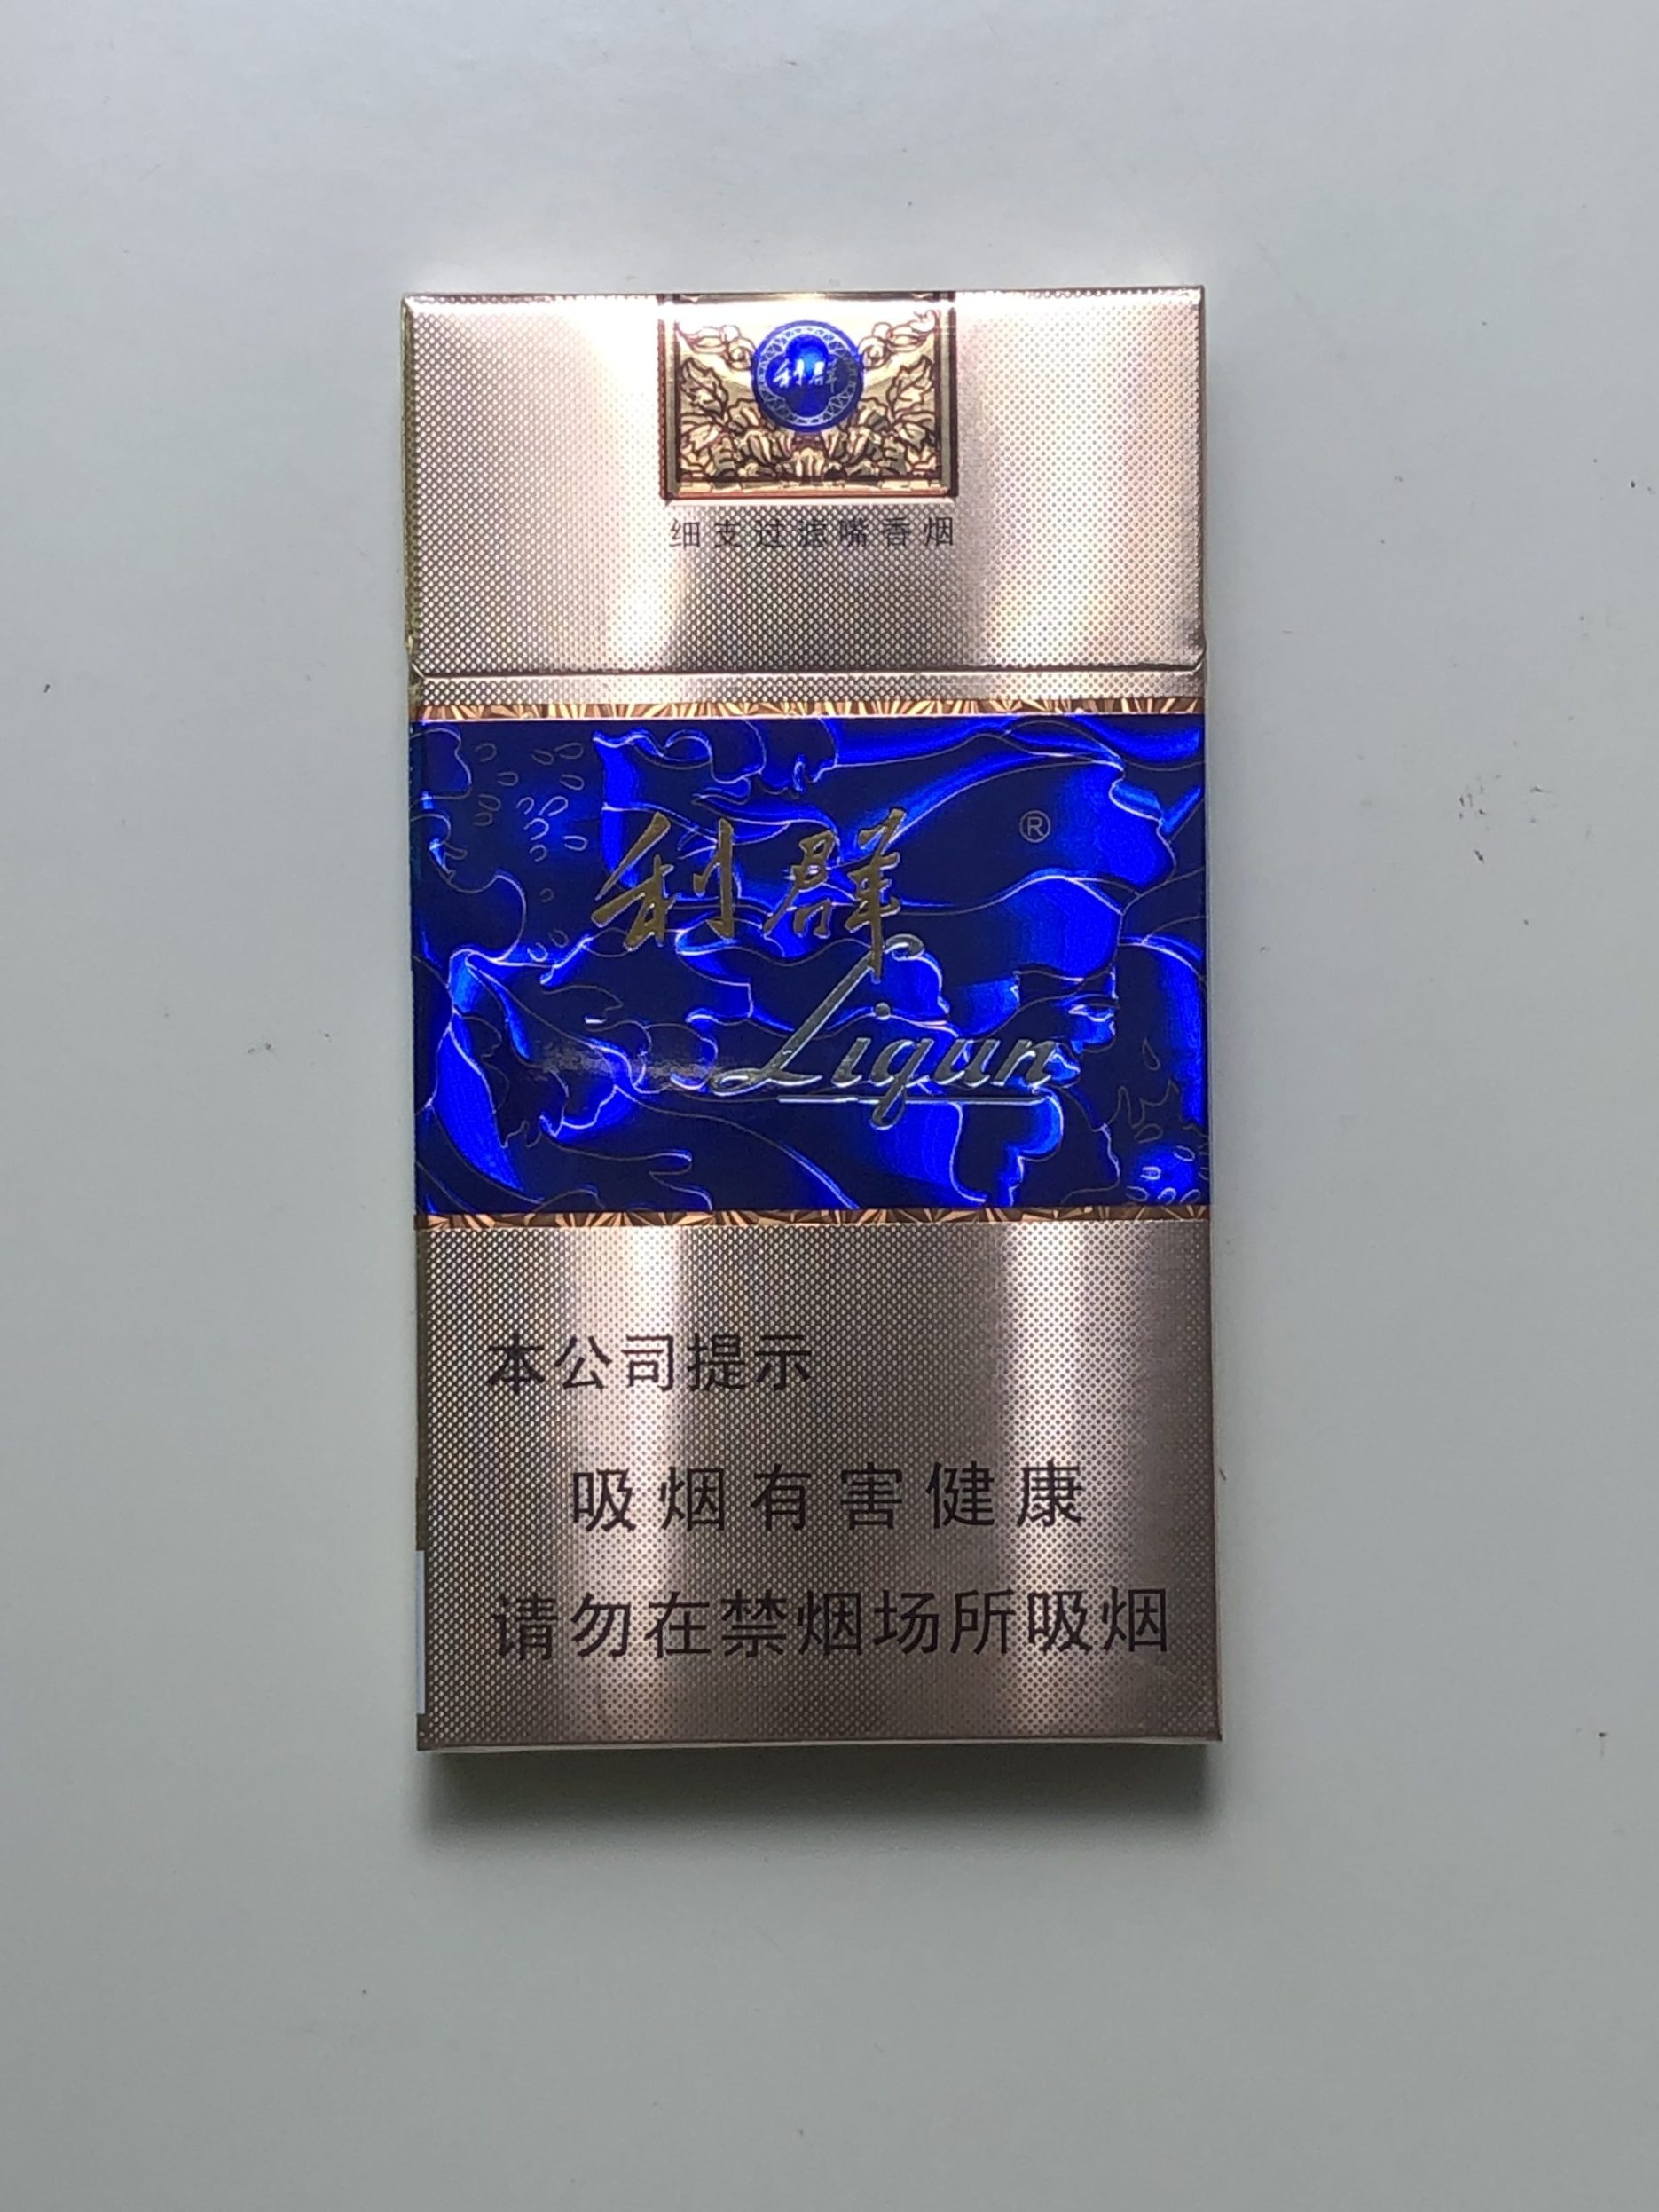 利群
细支过滤嘴香烟
利群 ®
Liqun
本公司提示
吸烟有害健康
请勿在禁烟场所吸烟